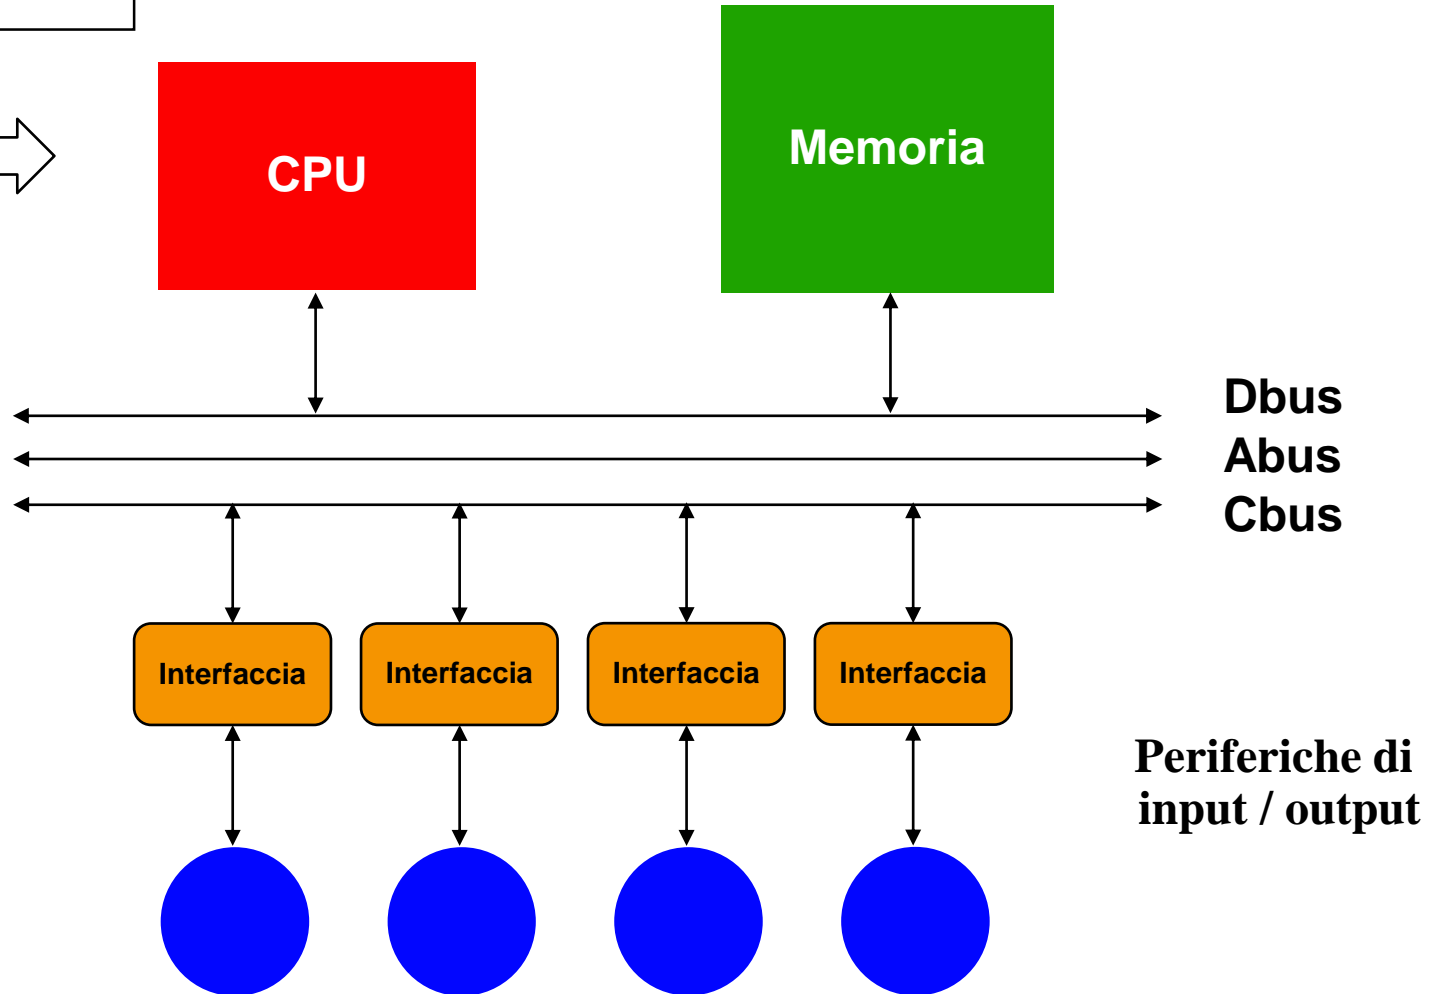 CPU
Memoria
Dbus
Abus
Cbus
Interfaccia
Interfaccia
Interfaccia
Interfaccia
Periferiche di
input / output